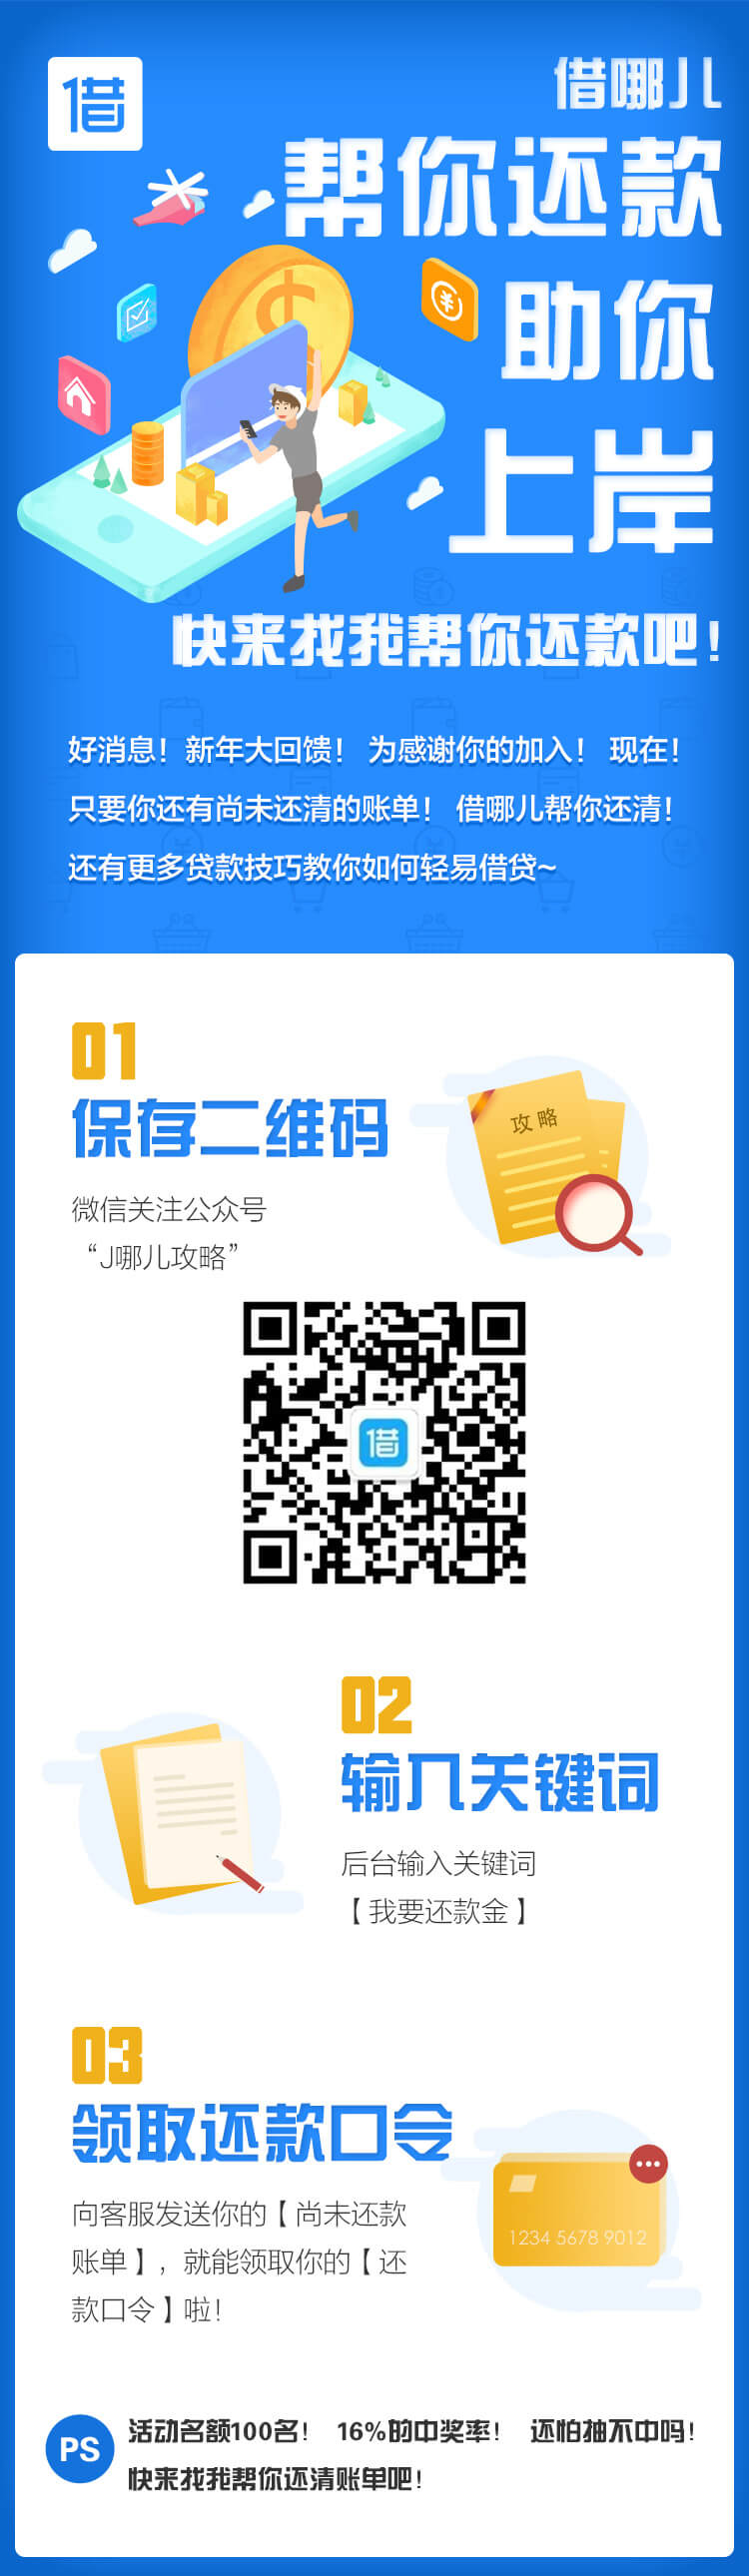 借
借哪儿
帮你还款
助你
上岸
快来找我帮你还款吧！
好消息！新年大回馈！ 为感谢你的加入！ 现在！
只要你还有尚未还清的账单！ 借哪儿帮你还清！
还有更多贷款技巧教你如何轻易借贷~
01
保存二维码
微信关注公众号
“J哪儿攻略”
攻略
借
02
输入关键词
后台输入关键词
【我要还款金】
03
领取还款口令
向客服发送你的【尚未还款
账单】，就能领取你的【还
款口令】啦！
1234 5678 9012
PS
活动名额100名！ 16%的中奖率！ 还怕抽不中吗！
快来找我帮你还清账单吧！